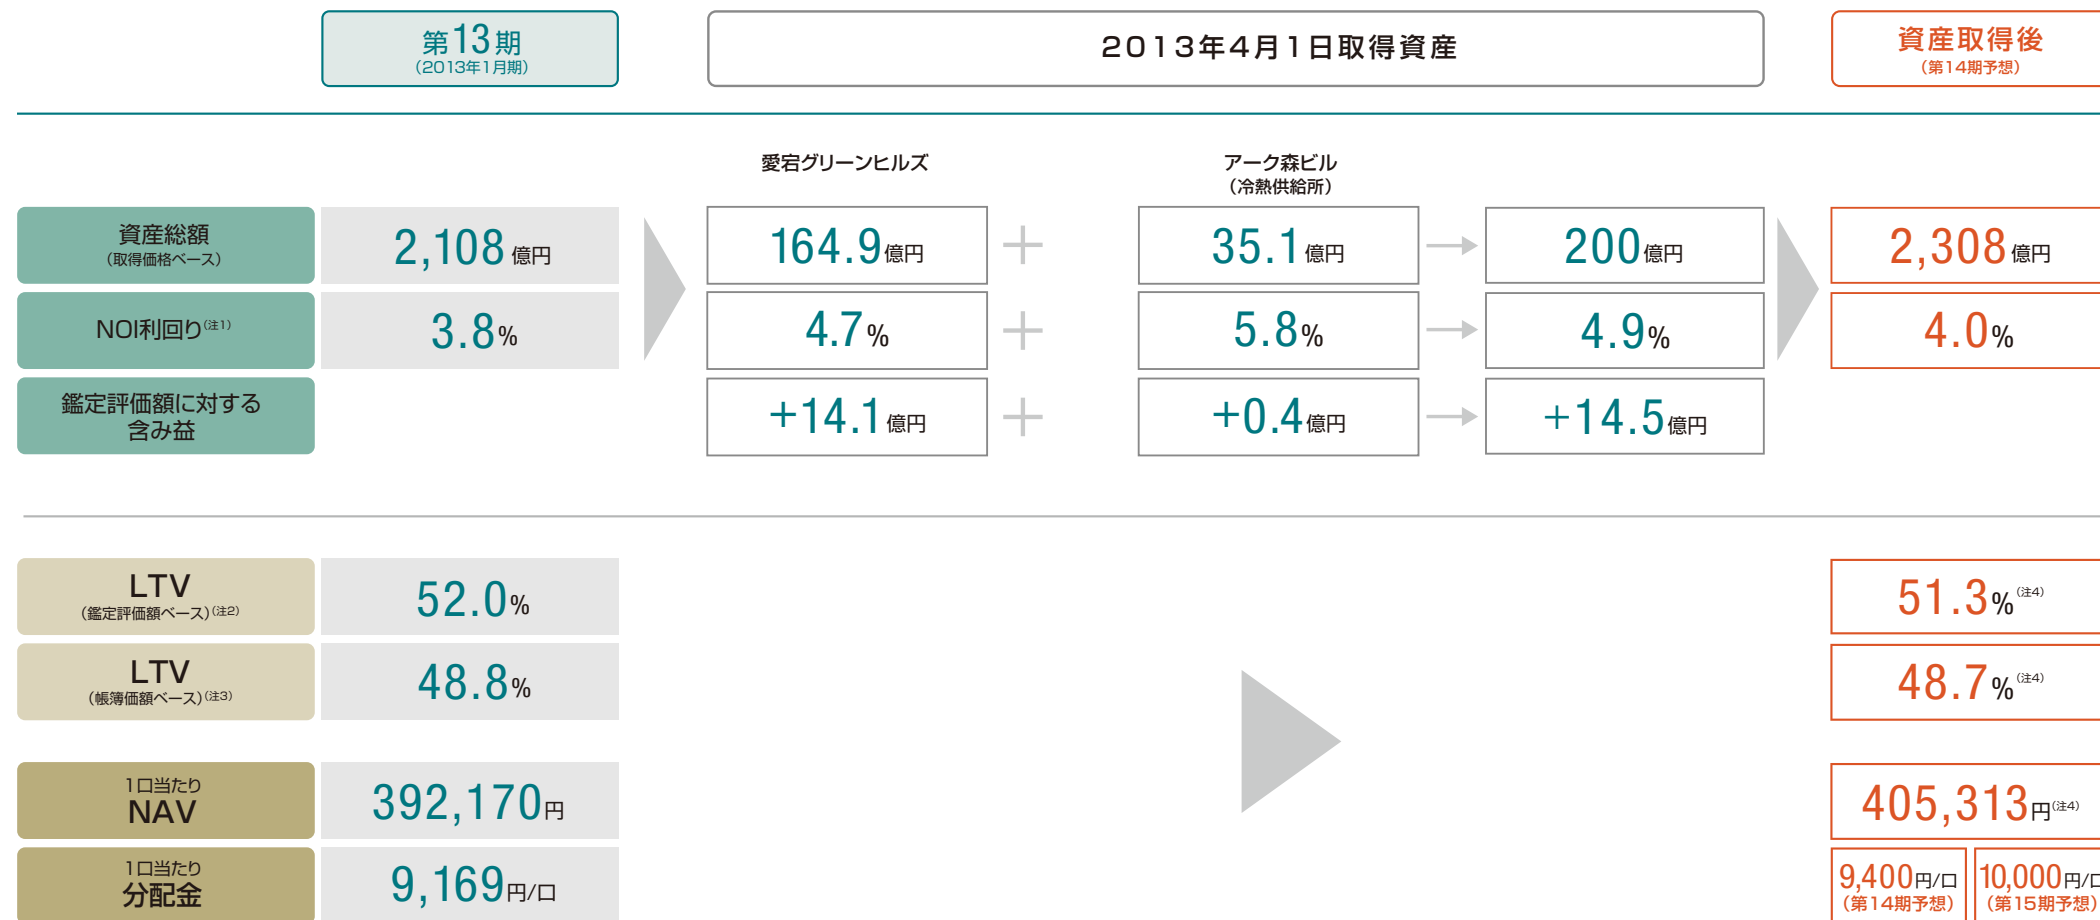 第13期
（2013年1月期）
2013年4月1日取得資産
資産取得後
（第14期予想）
愛宕グリーンヒルズ
アーク森ビル
（冷熱供給所）
資産総額
（取得価格ベース）
2,108億円
164.9億円
＋
35.1億円
200億円
2,308億円
NOI利回り（注1）
3.8%
4.7%
＋
5.8%
4.9%
4.0%
鑑定評価額に対する
含み益
+14.1億円
＋
+0.4億円
+14.5億円
LTV
（鑑定評価額ベース）（注2）
52.0%
51.3%（注4）
LTV
（帳簿価額ベース）（注3）
48.8%
48.7%（注4）
1口当たり
NAV
392,170円
405,313円（注4）
1口当たり
分配金
9,169円/口
9,400円/口
（第14期予想）
10,000円/口
（第15期予想）